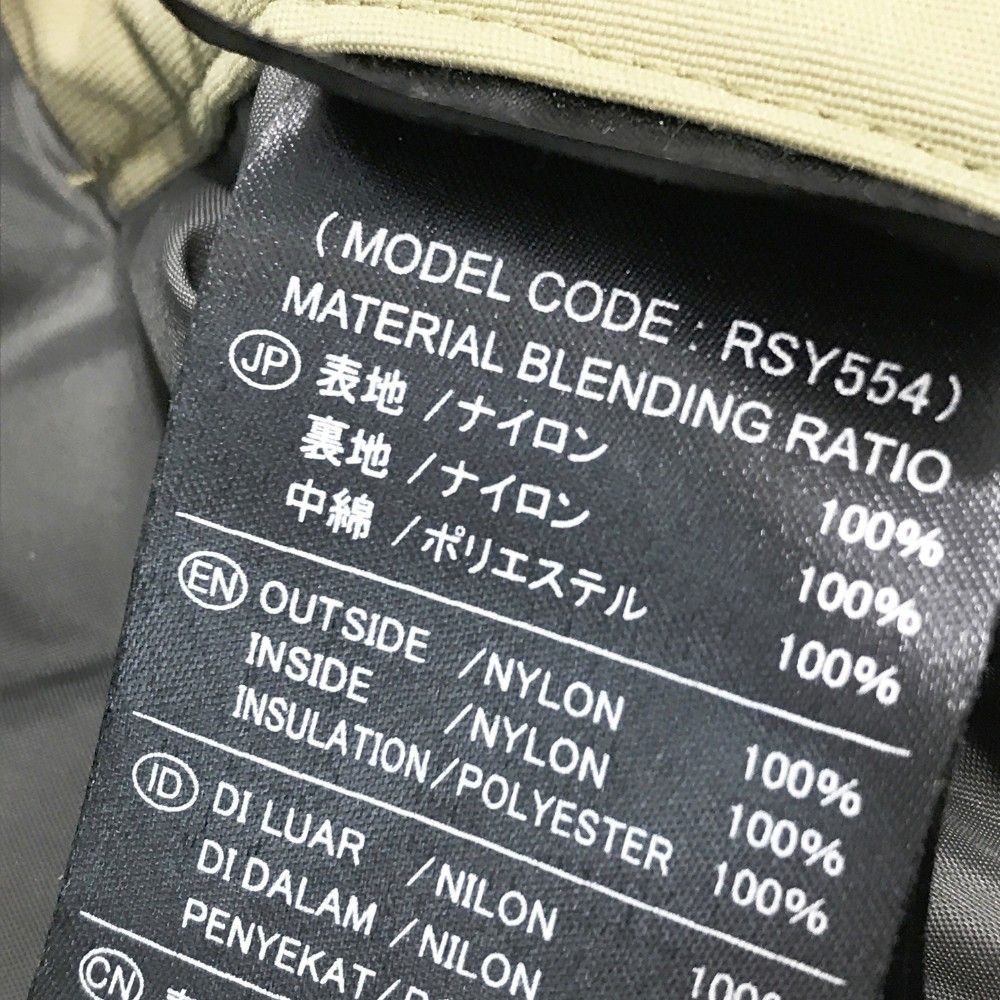 (MODEL CODE : RSY554)
MATERIAL BLENDING RATIO
JP 表地 /ナイロン 100%
裏地 /ナイロン 100%
中綿 /ポリエステル 100%
EN OUTSIDE /NYLON 100%
INSIDE /NYLON 100%
INSULATION/POLYESTER 100%
ID DI LUAR /NILON 100%
DI DALAM /NILON
PENYEKAT
CN